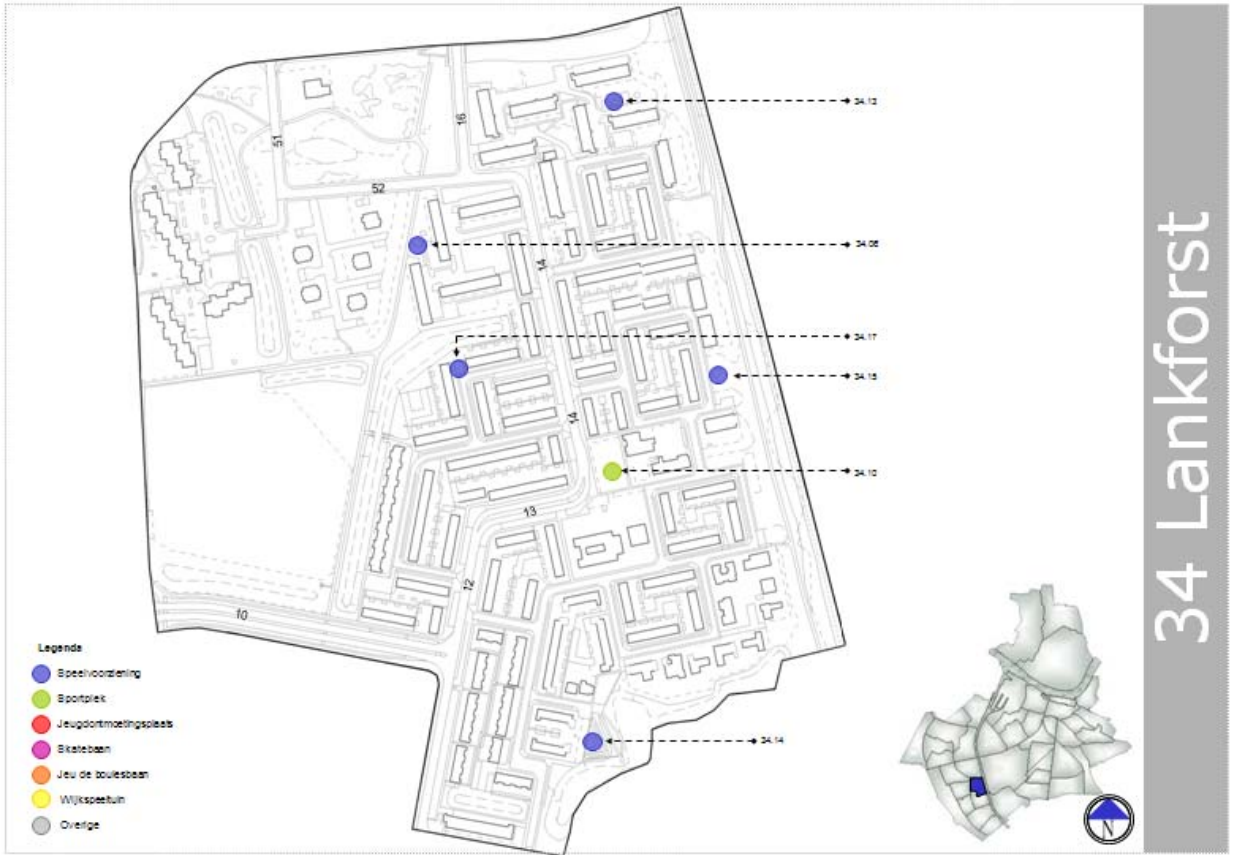 34 Lankforst
34.13
16
51
52
34.06
14
34.17
34.15
14
34.10
13
12
10
34.14
Legenda
Speelvoorziening
Sportplek
Jeugdontmoetingsplaats
Skatebaan
Jeu de boulesbaan
Wijkspeeltuin
Overige
N